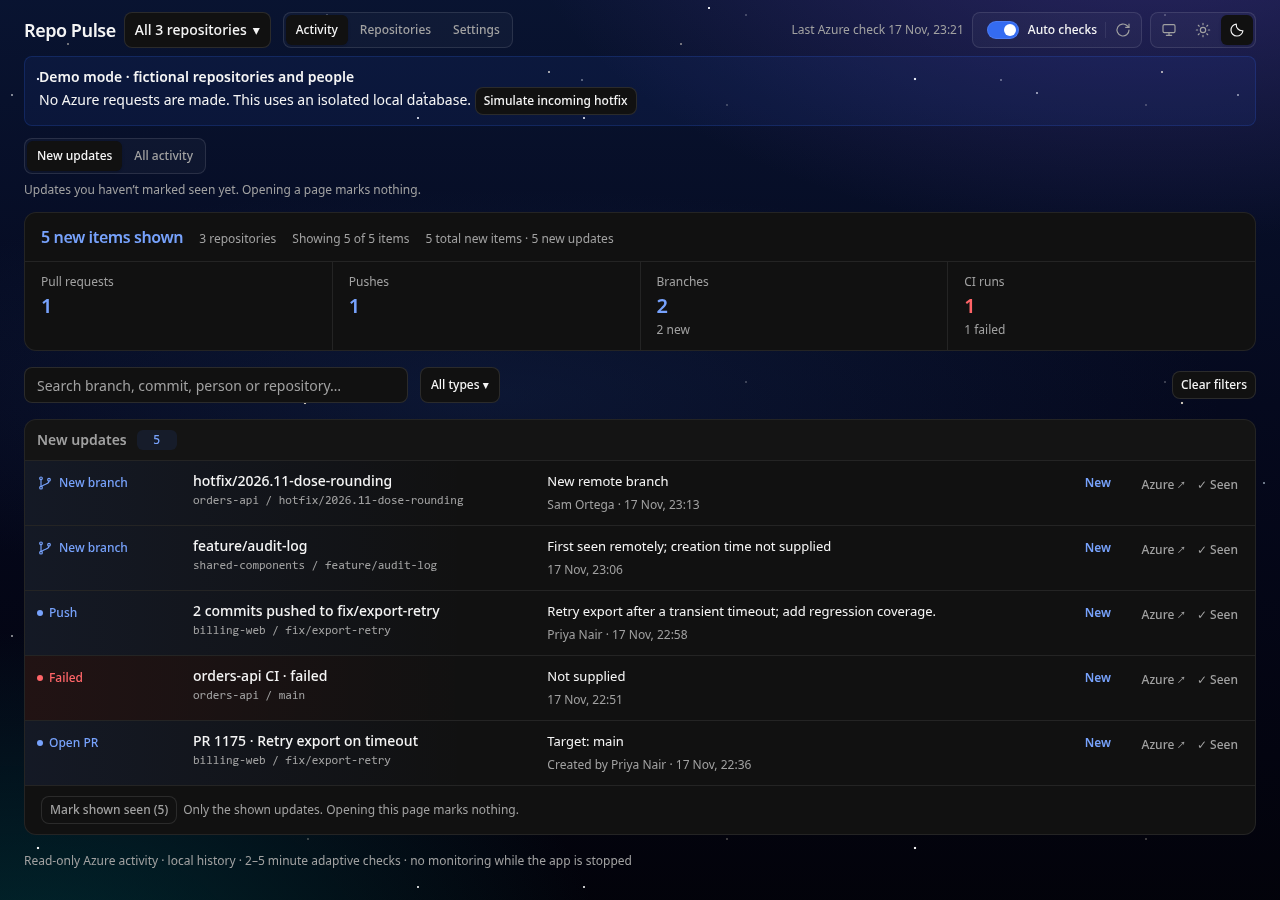 Repo Pulse
All 3 repositories ▾
Activity
Repositories
Settings
Last Azure check 17 Nov, 23:21
Auto checks
Demo mode · fictional repositories and people
No Azure requests are made. This uses an isolated local database.
Simulate incoming hotfix
New updates
All activity
Updates you haven’t marked seen yet. Opening a page marks nothing.
5 new items shown
3 repositories
Showing 5 of 5 items
5 total new items · 5 new updates
Pull requests
1
Pushes
1
Branches
2
2 new
CI runs
1
1 failed
Search branch, commit, person or repository...
All types ▾
Clear filters
New updates 5
New branch
hotfix/2026.11-dose-rounding
orders-api / hotfix/2026.11-dose-rounding
New remote branch
Sam Ortega · 17 Nov, 23:13
New
Azure ↗
✓ Seen
New branch
feature/audit-log
shared-components / feature/audit-log
First seen remotely; creation time not supplied
17 Nov, 23:06
New
Azure ↗
✓ Seen
Push
2 commits pushed to fix/export-retry
billing-web / fix/export-retry
Retry export after a transient timeout; add regression coverage.
Priya Nair · 17 Nov, 22:58
New
Azure ↗
✓ Seen
Failed
orders-api CI · failed
orders-api / main
Not supplied
17 Nov, 22:51
New
Azure ↗
✓ Seen
Open PR
PR 1175 · Retry export on timeout
billing-web / fix/export-retry
Target: main
Created by Priya Nair · 17 Nov, 22:36
New
Azure ↗
✓ Seen
Mark shown seen (5)
Only the shown updates. Opening this page marks nothing.
Read-only Azure activity · local history · 2–5 minute adaptive checks · no monitoring while the app is stopped